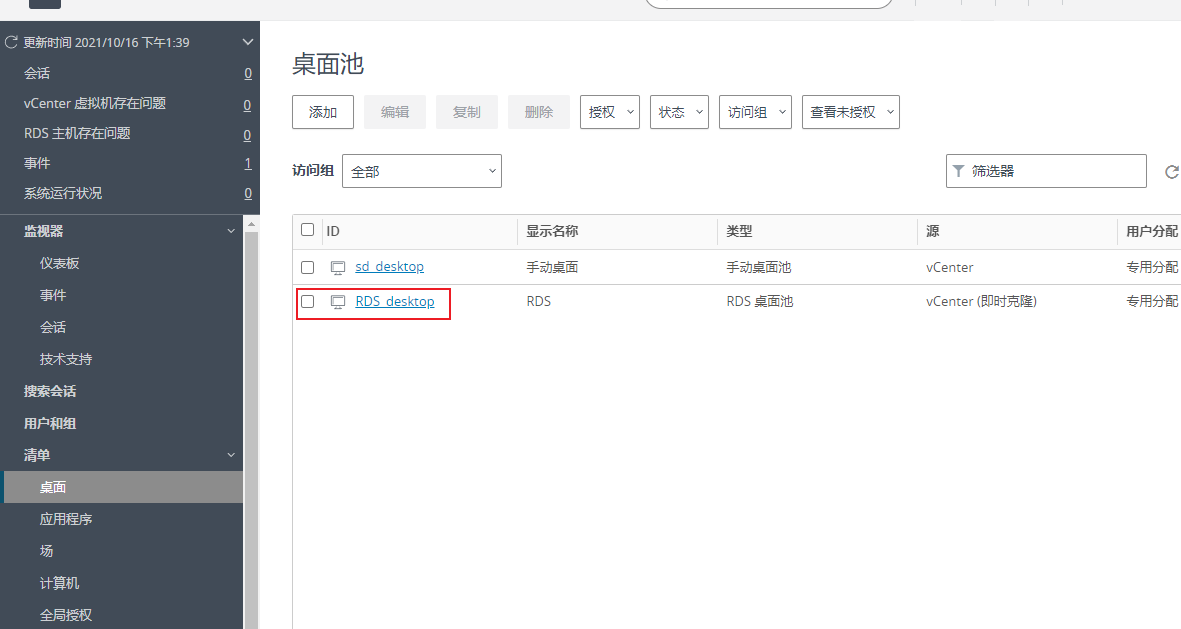 更新时间 2021/10/16 下午1:39
会话 0
vCenter 虚拟机存在问题 0
RDS 主机存在问题 0
事件 1
系统运行状况 0
监视器
仪表板
事件
会话
技术支持
搜索会话
用户和组
清单
桌面
应用程序
场
计算机
全局授权
桌面池
添加 编辑 复制 删除 授权 状态 访问组 查看未授权
访问组 全部 筛选器
ID 显示名称 类型 源 用户分配
sd_desktop 手动桌面 手动桌面池 vCenter 专用分配
RDS_desktop RDS RDS 桌面池 vCenter (即时克隆) 专用分配